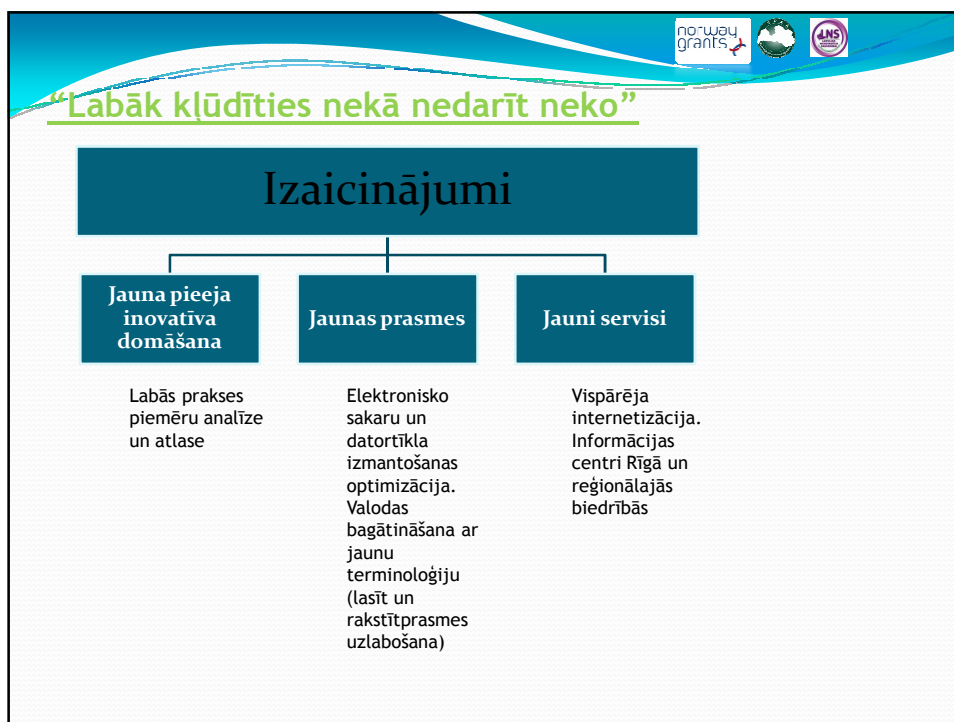 norway
grants
LNS
“Labāk kļūdīties nekā nedarīt neko”
Izaicinājumi
Jauna pieeja
inovatīva
domāšana
Jaunas prasmes
Jauni servisi
Labās prakses
piemēru analīze
un atlase
Elektronisko
sakaru un
datortīkla
izmantošanas
optimizācija.
Valodas
bagātināšana ar
jaunu
terminoloģiju
(lasīt un
rakstītprasmes
uzlabošana)
Vispārēja
internetizācija.
Informācijas
centri Rīgā un
reģionālajās
biedrībās